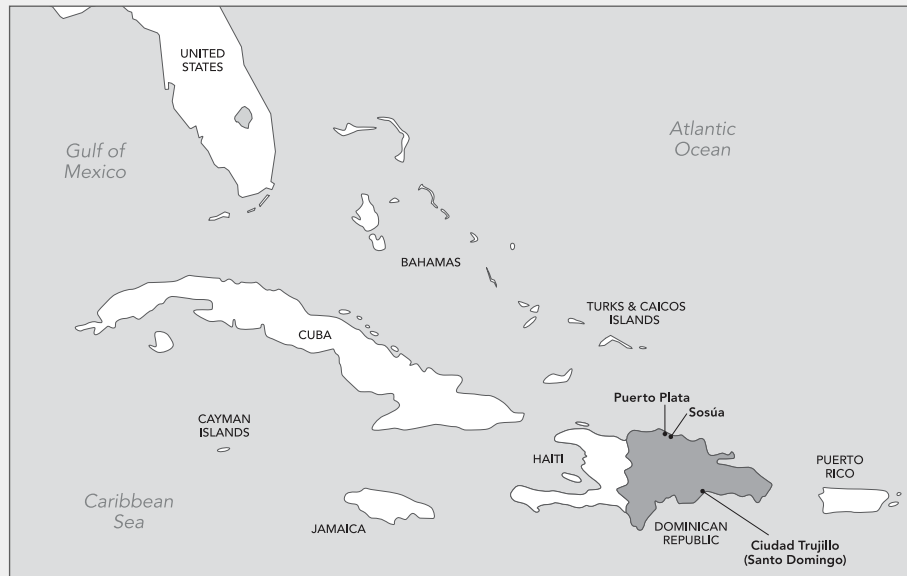 UNITED
STATES
Gulf of
Mexico
Atlantic
Ocean
BAHAMAS
TURKS & CAICOS
ISLANDS
CUBA
Puerto Plata
Sosúa
CAYMAN
ISLANDS
HAITI
PUERTO
RICO
Caribbean
Sea
JAMAICA
DOMINICAN
REPUBLIC
Ciudad Trujillo
(Santo Domingo)